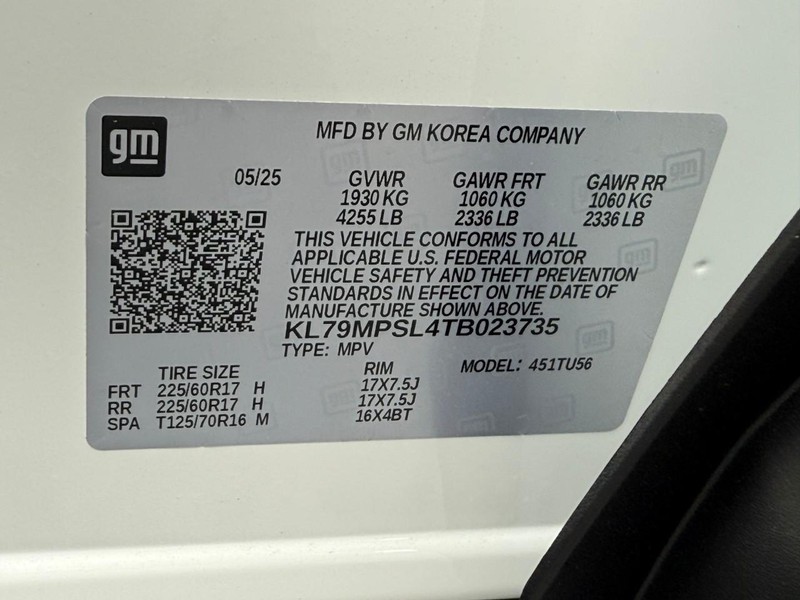 gm
MFD BY GM KOREA COMPANY
05/25 GVWR GAWR FRT GAWR RR
1930 KG 1060 KG 1060 KG
4255 LB 2336 LB 2336 LB
THIS VEHICLE CONFORMS TO ALL
APPLICABLE U.S. FEDERAL MOTOR
VEHICLE SAFETY AND THEFT PREVENTION
STANDARDS IN EFFECT ON THE DATE OF
MANUFACTURE SHOWN ABOVE.
KL79MPSL4TB023735
TYPE: MPV MODEL: 451TU56
TIRE SIZE RIM
FRT 225/60R17 H 17X7.5J
RR 225/60R17 H 17X7.5J
SPA T125/70R16 M 16X4BT